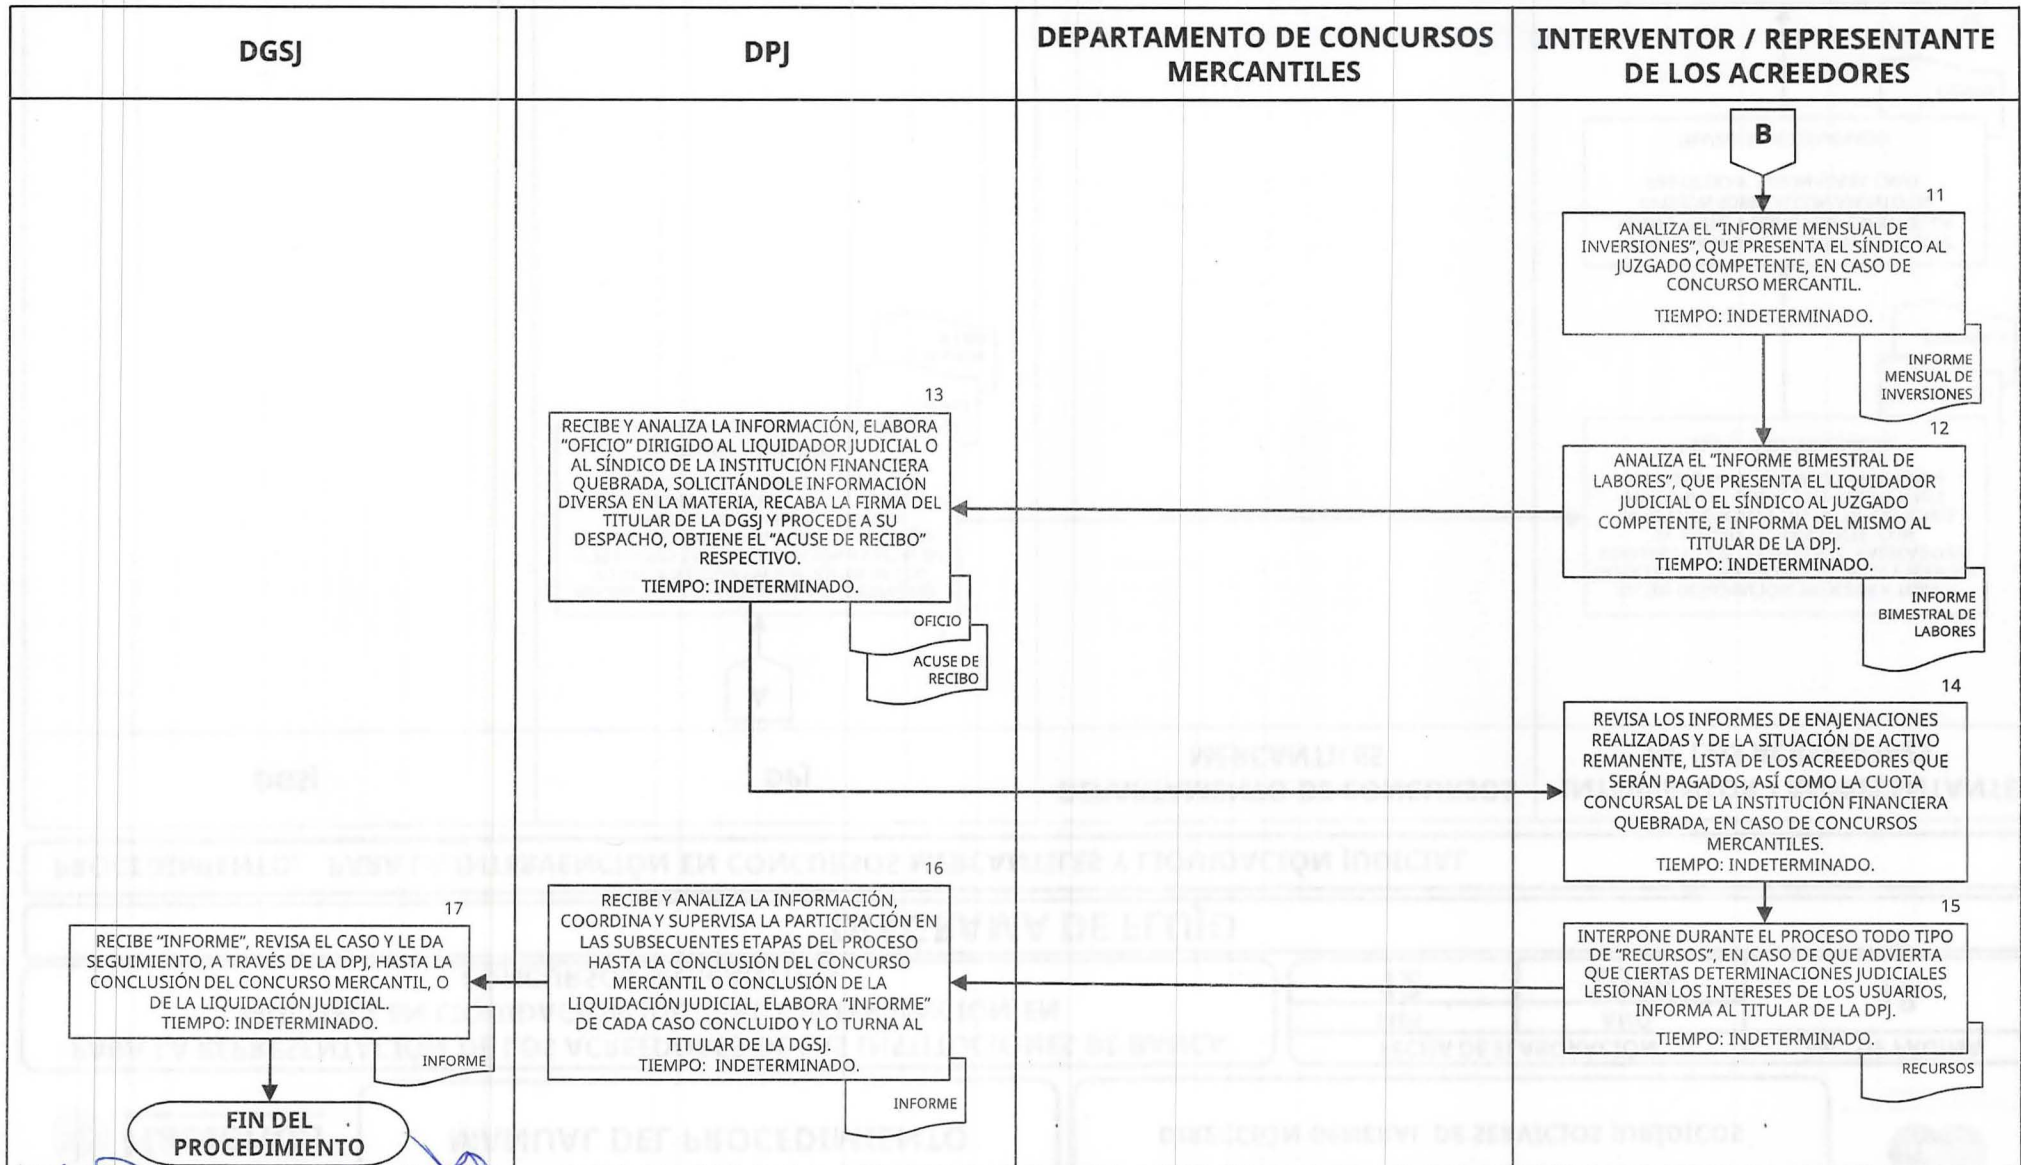 DGSJ
DPJ
DEPARTAMENTO DE CONCURSOS
MERCANTILES
INTERVENTOR / REPRESENTANTE
DE LOS ACREEDORES
B
11
ANALIZA EL “INFORME MENSUAL DE
INVERSIONES”, QUE PRESENTA EL SÍNDICO AL
JUZGADO COMPETENTE, EN CASO DE
CONCURSO MERCANTIL.
TIEMPO: INDETERMINADO.
INFORME
MENSUAL DE
INVERSIONES
12
ANALIZA EL “INFORME BIMESTRAL DE
LABORES”, QUE PRESENTA EL LIQUIDADOR
JUDICIAL O EL SÍNDICO AL JUZGADO
COMPETENTE, E INFORMA DEL MISMO AL
TITULAR DE LA DPJ.
TIEMPO: INDETERMINADO.
INFORME
BIMESTRAL DE
LABORES
13
RECIBE Y ANALIZA LA INFORMACIÓN, ELABORA
“OFICIO” DIRIGIDO AL LIQUIDADOR JUDICIAL O
AL SÍNDICO DE LA INSTITUCIÓN FINANCIERA
QUEBRADA, SOLICITÁNDOLE INFORMACIÓN
DIVERSA EN LA MATERIA, RECABA LA FIRMA DEL
TITULAR DE LA DGSJ Y PROCEDE A SU
DESPACHO, OBTIENE EL “ACUSE DE RECIBO”
RESPECTIVO.
TIEMPO: INDETERMINADO.
OFICIO
ACUSE DE
RECIBO
14
REVISA LOS INFORMES DE ENAJENACIONES
REALIZADAS Y DE LA SITUACIÓN DE ACTIVO
REMANENTE, LISTA DE LOS ACREEDORES QUE
SERÁN PAGADOS, ASÍ COMO LA CUOTA
CONCURSAL DE LA INSTITUCIÓN FINANCIERA
QUEBRADA, EN CASO DE CONCURSOS
MERCANTILES.
TIEMPO: INDETERMINADO.
15
INTERPONE DURANTE EL PROCESO TODO TIPO
DE “RECURSOS”, EN CASO DE QUE ADVIERTA
QUE CIERTAS DETERMINACIONES JUDICIALES
LESIONAN LOS INTERESES DE LOS USUARIOS,
INFORMA AL TITULAR DE LA DPJ.
TIEMPO: INDETERMINADO.
RECURSOS
16
RECIBE Y ANALIZA LA INFORMACIÓN,
COORDINA Y SUPERVISA LA PARTICIPACIÓN EN
LAS SUBSECUENTES ETAPAS DEL PROCESO
HASTA LA CONCLUSIÓN DEL CONCURSO
MERCANTIL O CONCLUSIÓN DE LA
LIQUIDACIÓN JUDICIAL, ELABORA “INFORME”
DE CADA CASO CONCLUIDO Y LO TURNA AL
TITULAR DE LA DGSJ.
TIEMPO: INDETERMINADO.
INFORME
17
RECIBE “INFORME”, REVISA EL CASO Y LE DA
SEGUIMIENTO, A TRAVÉS DE LA DPJ, HASTA LA
CONCLUSIÓN DEL CONCURSO MERCANTIL, O
DE LA LIQUIDACIÓN JUDICIAL.
TIEMPO: INDETERMINADO.
INFORME
FIN DEL
PROCEDIMIENTO